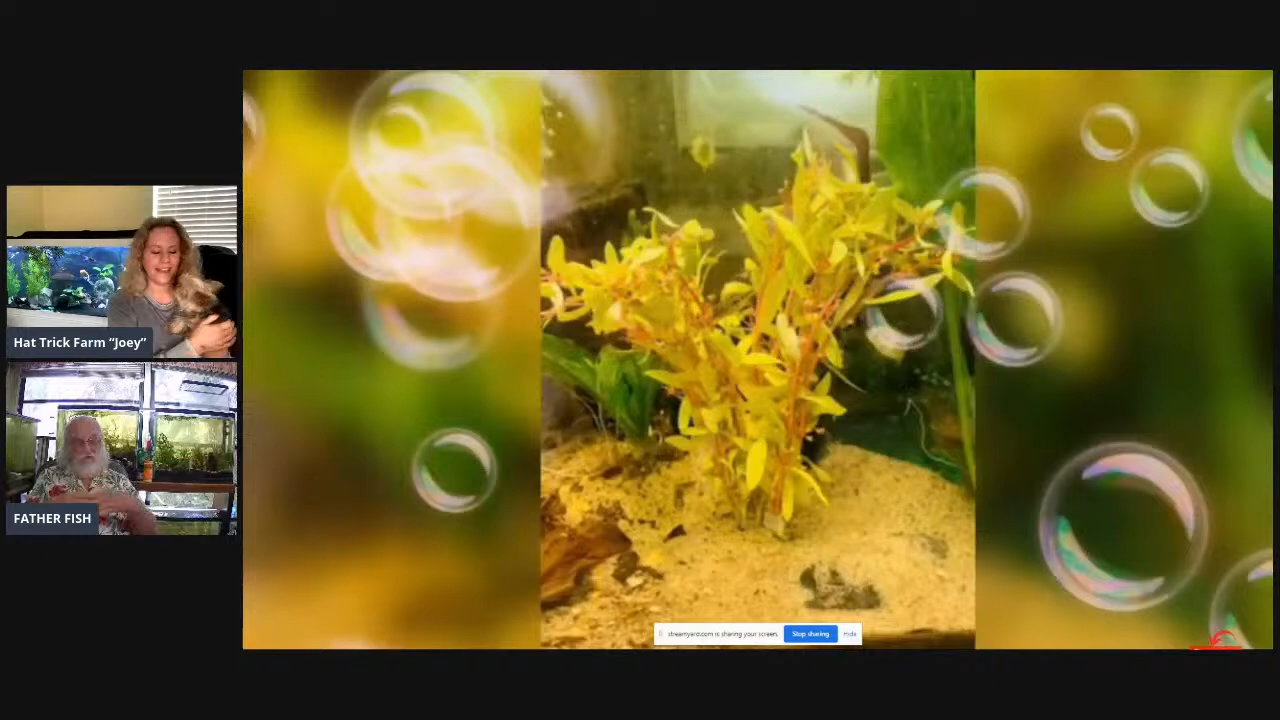 Hat Trick Farm “Joey”
FATHER FISH
streamyard.com is sharing your screen.
Stop sharing
Hide